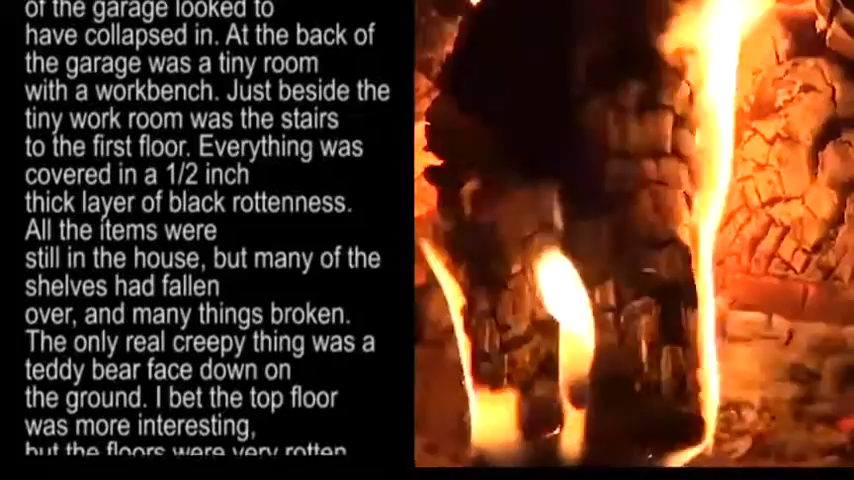 of the garage looked to
have collapsed in. At the back of
the garage was a tiny room
with a workbench. Just beside the
tiny work room was the stairs
to the first floor. Everything was
covered in a 1/2 inch
thick layer of black rottenness.
All the items were
still in the house, but many of the
shelves had fallen
over, and many things broken.
The only real creepy thing was a
teddy bear face down on
the ground. I bet the top floor
was more interesting,
but the floors were very rotten